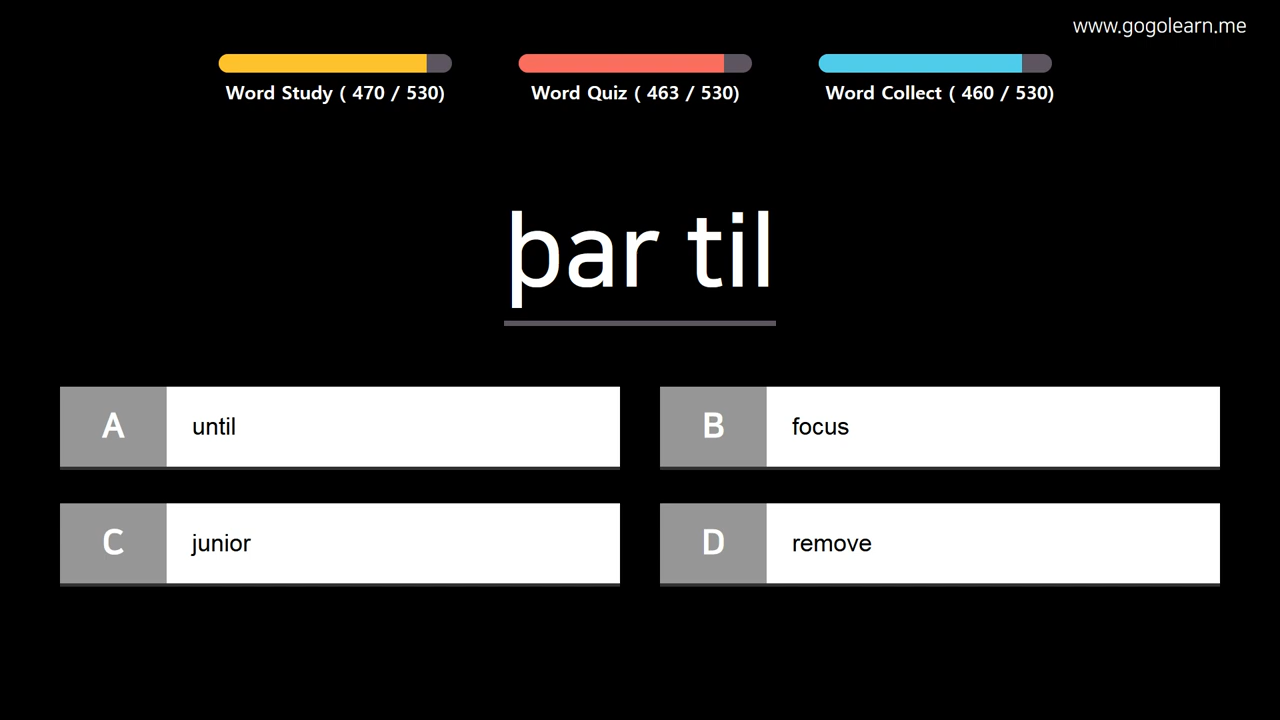 www.gogolearn.me
Word Study ( 470 / 530)
Word Quiz ( 463 / 530)
Word Collect ( 460 / 530)
þar til
A until
B focus
C junior
D remove